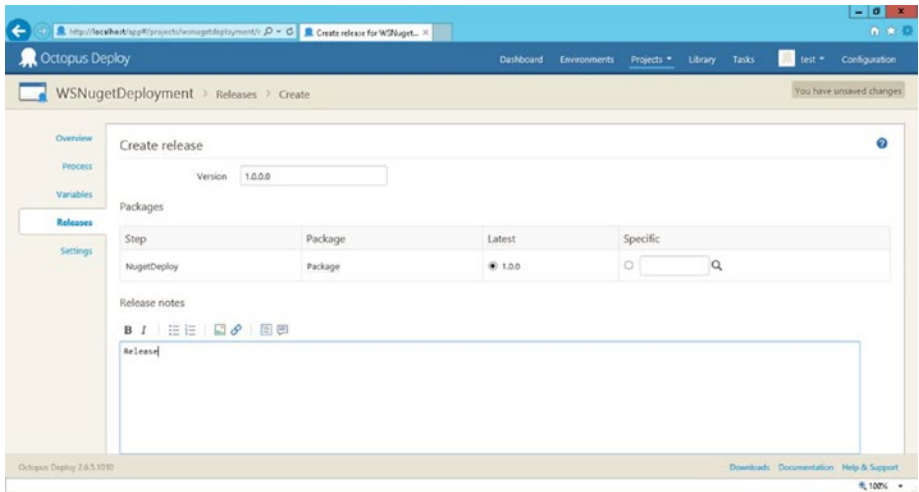 http://localhost/app#/projects/wsnugetdeployment/r
Create release for WSNuget...
Octopus Deploy
Dashboard Environments Projects Library Tasks test Configuration
WSNugetDeployment > Releases > Create
You have unsaved changes
Overview
Process
Variables
Releases
Settings
Create release
Version 1.0.0.0
Packages
Step Package Latest Specific
NugetDeploy Package 1.0.0
Release notes
B I
Release
Octopus Deploy 2.6.5.1010
Downloads Documentation Help & Support
100%